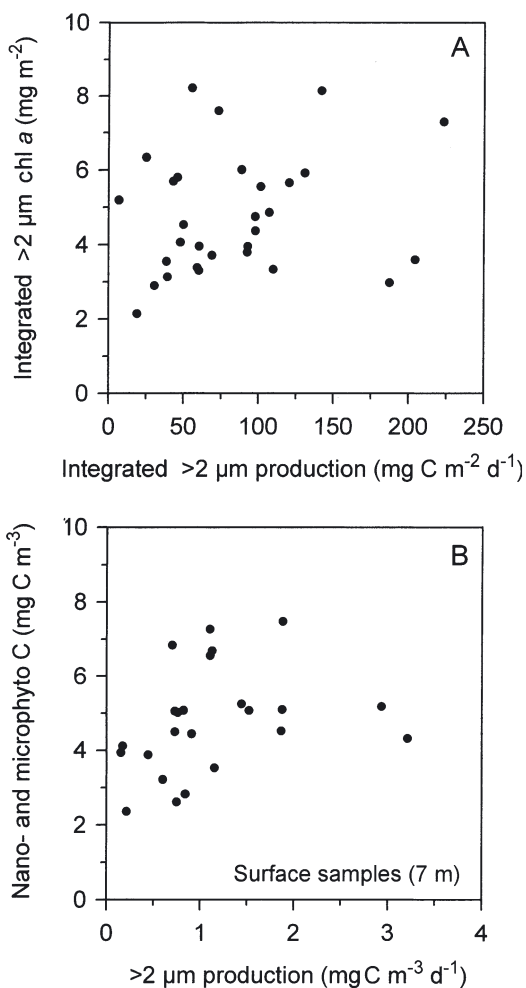 A
10
8
6
4
2
0
Integrated >2 µm chl a (mg m-2)
0 50 100 150 200 250
Integrated >2 µm production (mg C m-2 d-1)
B
10
8
6
4
2
0
Nano- and microphyto C (mg C m-3)
Surface samples (7 m)
0 1 2 3 4
>2 µm production (mg C m-3 d-1)